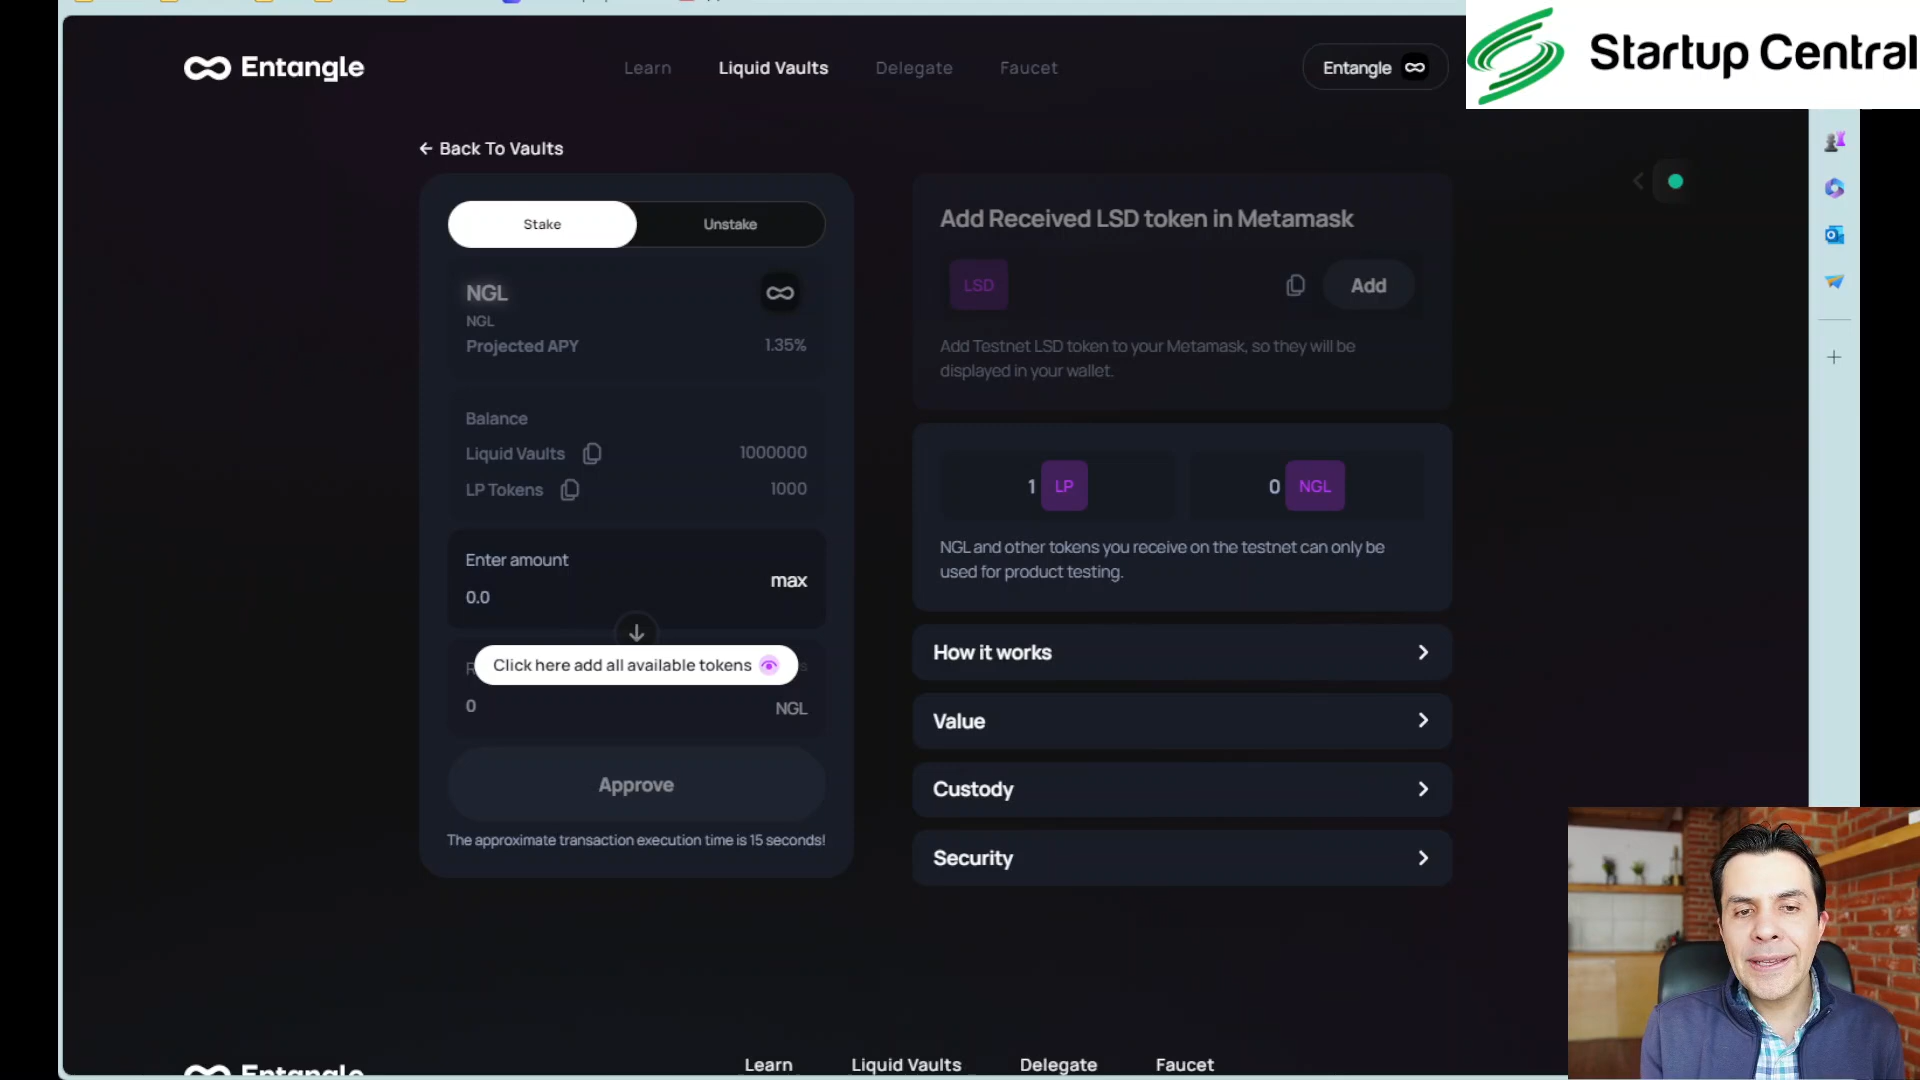 Entangle
Learn
Liquid Vaults
Delegate
Faucet
Entangle
Startup Central
Back To Vaults
Stake
Unstake
NGL
NGL
Projected APY
1.35%
Balance
Liquid Vaults
1000000
LP Tokens
1000
Enter amount
0.0
max
Click here add all available tokens
0
NGL
Approve
The approximate transaction execution time is 15 seconds!
Add Received LSD token in Metamask
LSD
Add
Add Testnet LSD token to your Metamask, so they will be
displayed in your wallet.
1 LP
0 NGL
NGL and other tokens you receive on the testnet can only be
used for product testing.
How it works
Value
Custody
Security
Entangle
Learn
Liquid Vaults
Delegate
Faucet